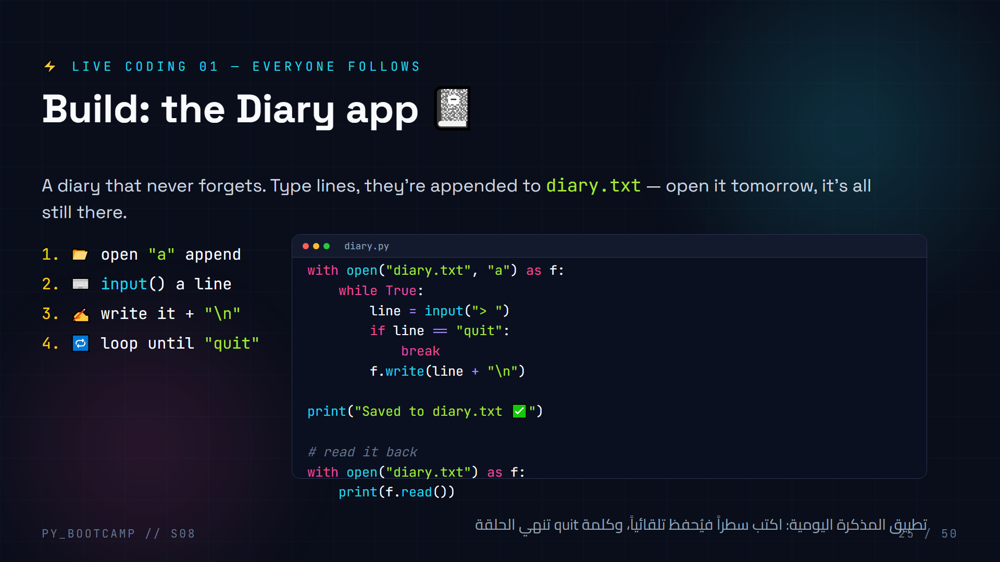 ⚡ LIVE CODING 01 — EVERYONE FOLLOWS
Build: the Diary app 📓
A diary that never forgets. Type lines, they're appended to diary.txt — open it tomorrow, it's all
still there.
1. 📂 open "a" append
2. ⌨️ input() a line
3. ✍️ write it + "\n"
4. 🔁 loop until "quit"
diary.py
with open("diary.txt", "a") as f:
    while True:
        line = input("> ")
        if line == "quit":
            break
        f.write(line + "\n")
print("Saved to diary.txt ✅")
# read it back
with open("diary.txt") as f:
    print(f.read())
تطبيق المذكرة اليومية: اكتب سطراً فيُحفظ تلقائياً، وكلمة quit تنهي الحلقة
PY_BOOTCAMP // S08
25 / 50